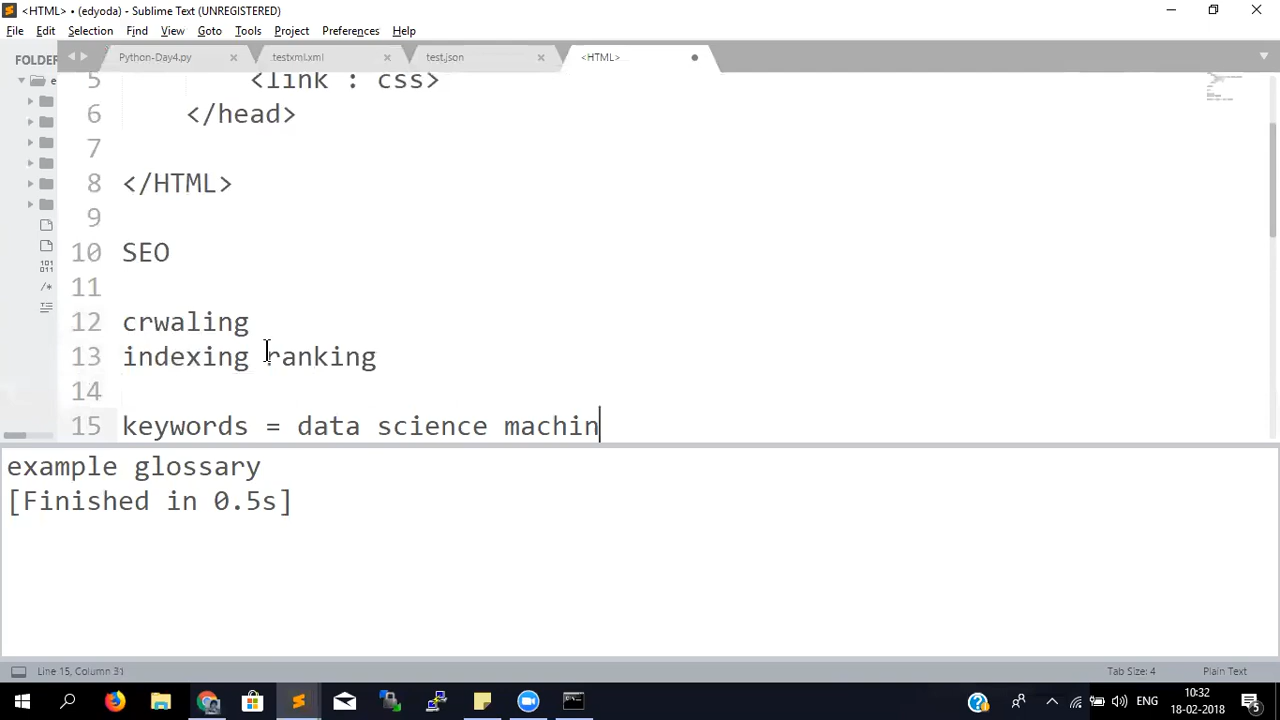 <HTML> • (edyoda) - Sublime Text (UNREGISTERED)
File Edit Selection View Goto Tools Project Preferences Help
FOLDER Python-Day4.py testxml.xml test.json <HTML>
5 <link : css>
6 </head>
7
8 </HTML>
9
10 SEO
11
12 crwaling
13 indexing ranking
14
15 keywords = data science machin
example glossary
[Finished in 0.5s]
Line 15, Column 31 Tab Size: 4 Plain Text
ENG 10:32
18-02-2018
5